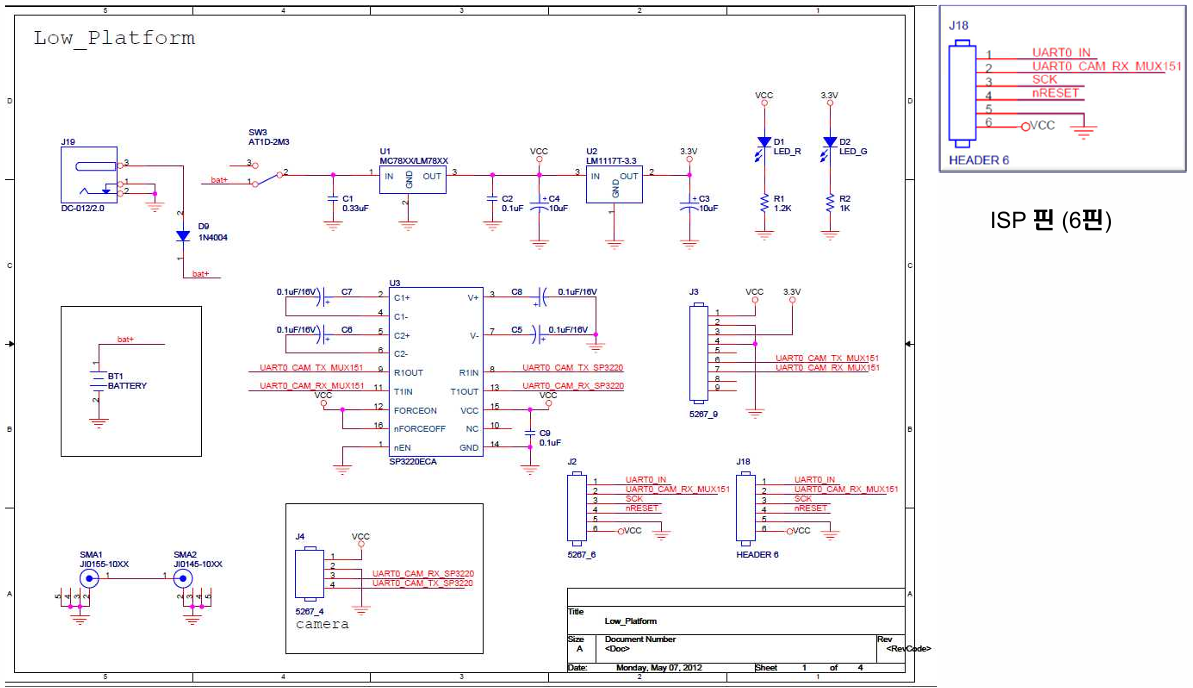 5 4 3 2 1
Low_Platform
D
D
J19
3
1
2
DC-012/2.0
SW3
AT1D-2M3
3
bat+
1
2
2
D9
1N4004
1
bat+
U1
MC78XX/LM78XX
1
IN
OUT
3
GND
2
C1
0.33uF
C2
0.1uF
VCC
C4
10uF
U2
LM1117T-3.3
3
IN
OUT
2
GND
1
3.3V
C3
10uF
VCC
D1
LED_R
R1
1.2K
3.3V
D2
LED_G
R2
1K
C
C
bat+
1
BT1
BATTERY
2
0.1uF/16V
C7
0.1uF/16V
C6
UART0_CAM_TX_MUX151
UART0_CAM_RX_MUX151
VCC
U3
2 C1+ V+ 3
4 C1-
5 C2+ V- 7
6 C2-
9 R1OUT R1IN 8
11 T1IN T1OUT 13
12 FORCEON VCC 15
16 nFORCEOFF NC 10
1 nEN GND 14
SP3220ECA
C8
0.1uF/16V
C5
0.1uF/16V
UART0_CAM_TX_SP3220
UART0_CAM_RX_SP3220
VCC
C9
0.1uF
J3
VCC
3.3V
1
2
3
4
5
6
UART0_CAM_TX_MUX151
7
UART0_CAM_RX_MUX151
8
9
5267_9
B
B
J2
1 UART0_IN
2 UART0_CAM_RX_MUX151
3 SCK
4 nRESET
5
6 VCC
5267_6
J18
1 UART0_IN
2 UART0_CAM_RX_MUX151
3 SCK
4 nRESET
5
6 VCC
HEADER 6
SMA1
JI0155-10XX
1
5 4 3 2
SMA2
JI0145-10XX
1
2 3 4 5
J4
VCC
1
2
3 UART0_CAM_RX_SP3220
4 UART0_CAM_TX_SP3220
5267_4
camera
A
A
Title
Low_Platform
Size
A
Document Number
<Doc>
Rev
<RevCode>
Date:
Monday, May 07, 2012
Sheet
1
of
4
5 4 3 2 1
J18
1 UART0_IN
2 UART0_CAM_RX_MUX151
3 SCK
4 nRESET
5
6 VCC
HEADER 6
ISP 핀 (6핀)